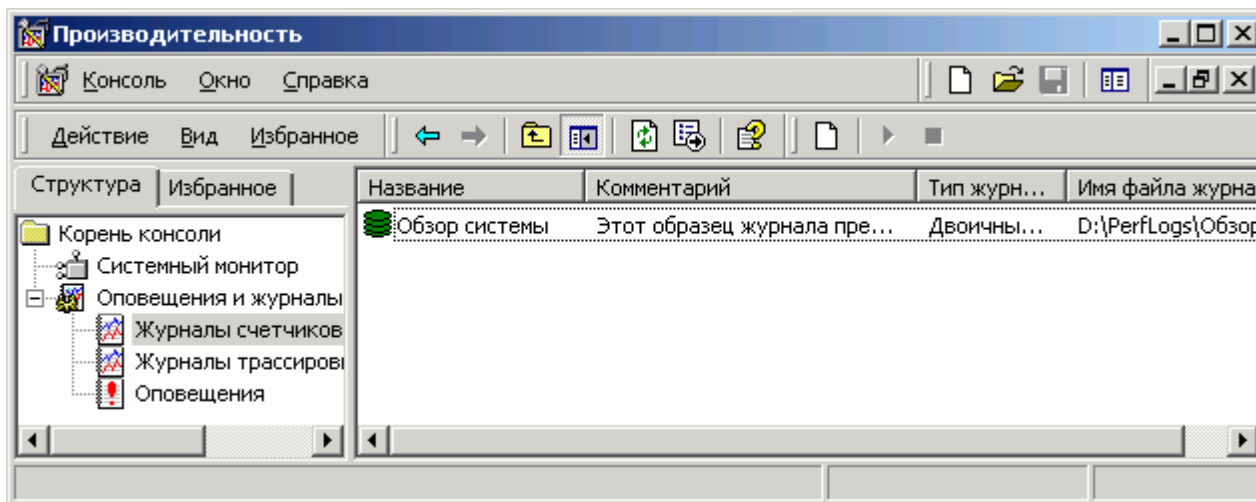 Производительность
Консоль Окно Справка
Действие Вид Избранное
Структура Избранное
Название Комментарий Тип журн... Имя файла журна
Корень консоли
Обзор системы Этот образец журнала пре... Двоичны... D:\PerfLogs\Обзор
Системный монитор
Оповещения и журналы
Журналы счетчиков
Журналы трассиров
Оповещения